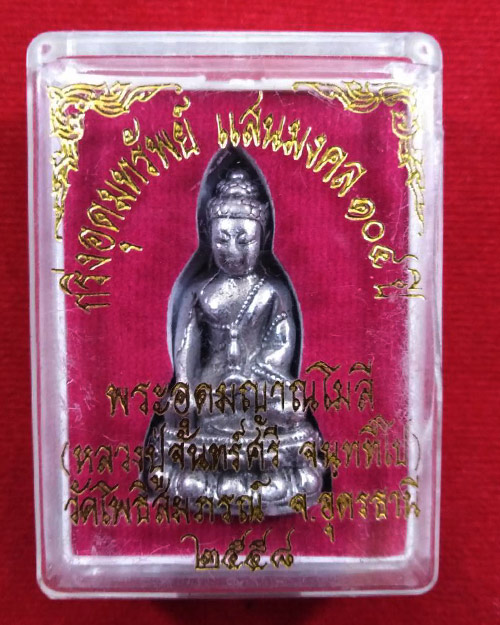 กริ่งอุดมทรัพย์ แสนมงคล ๑๐๔ ปี
พระอุดมญาณโมลี
(หลวงปู่จันทร์ศรี จนฺททีโป)
วัดโพธิสมภรณ์ จ.อุดรธานี
๒๕๕๘